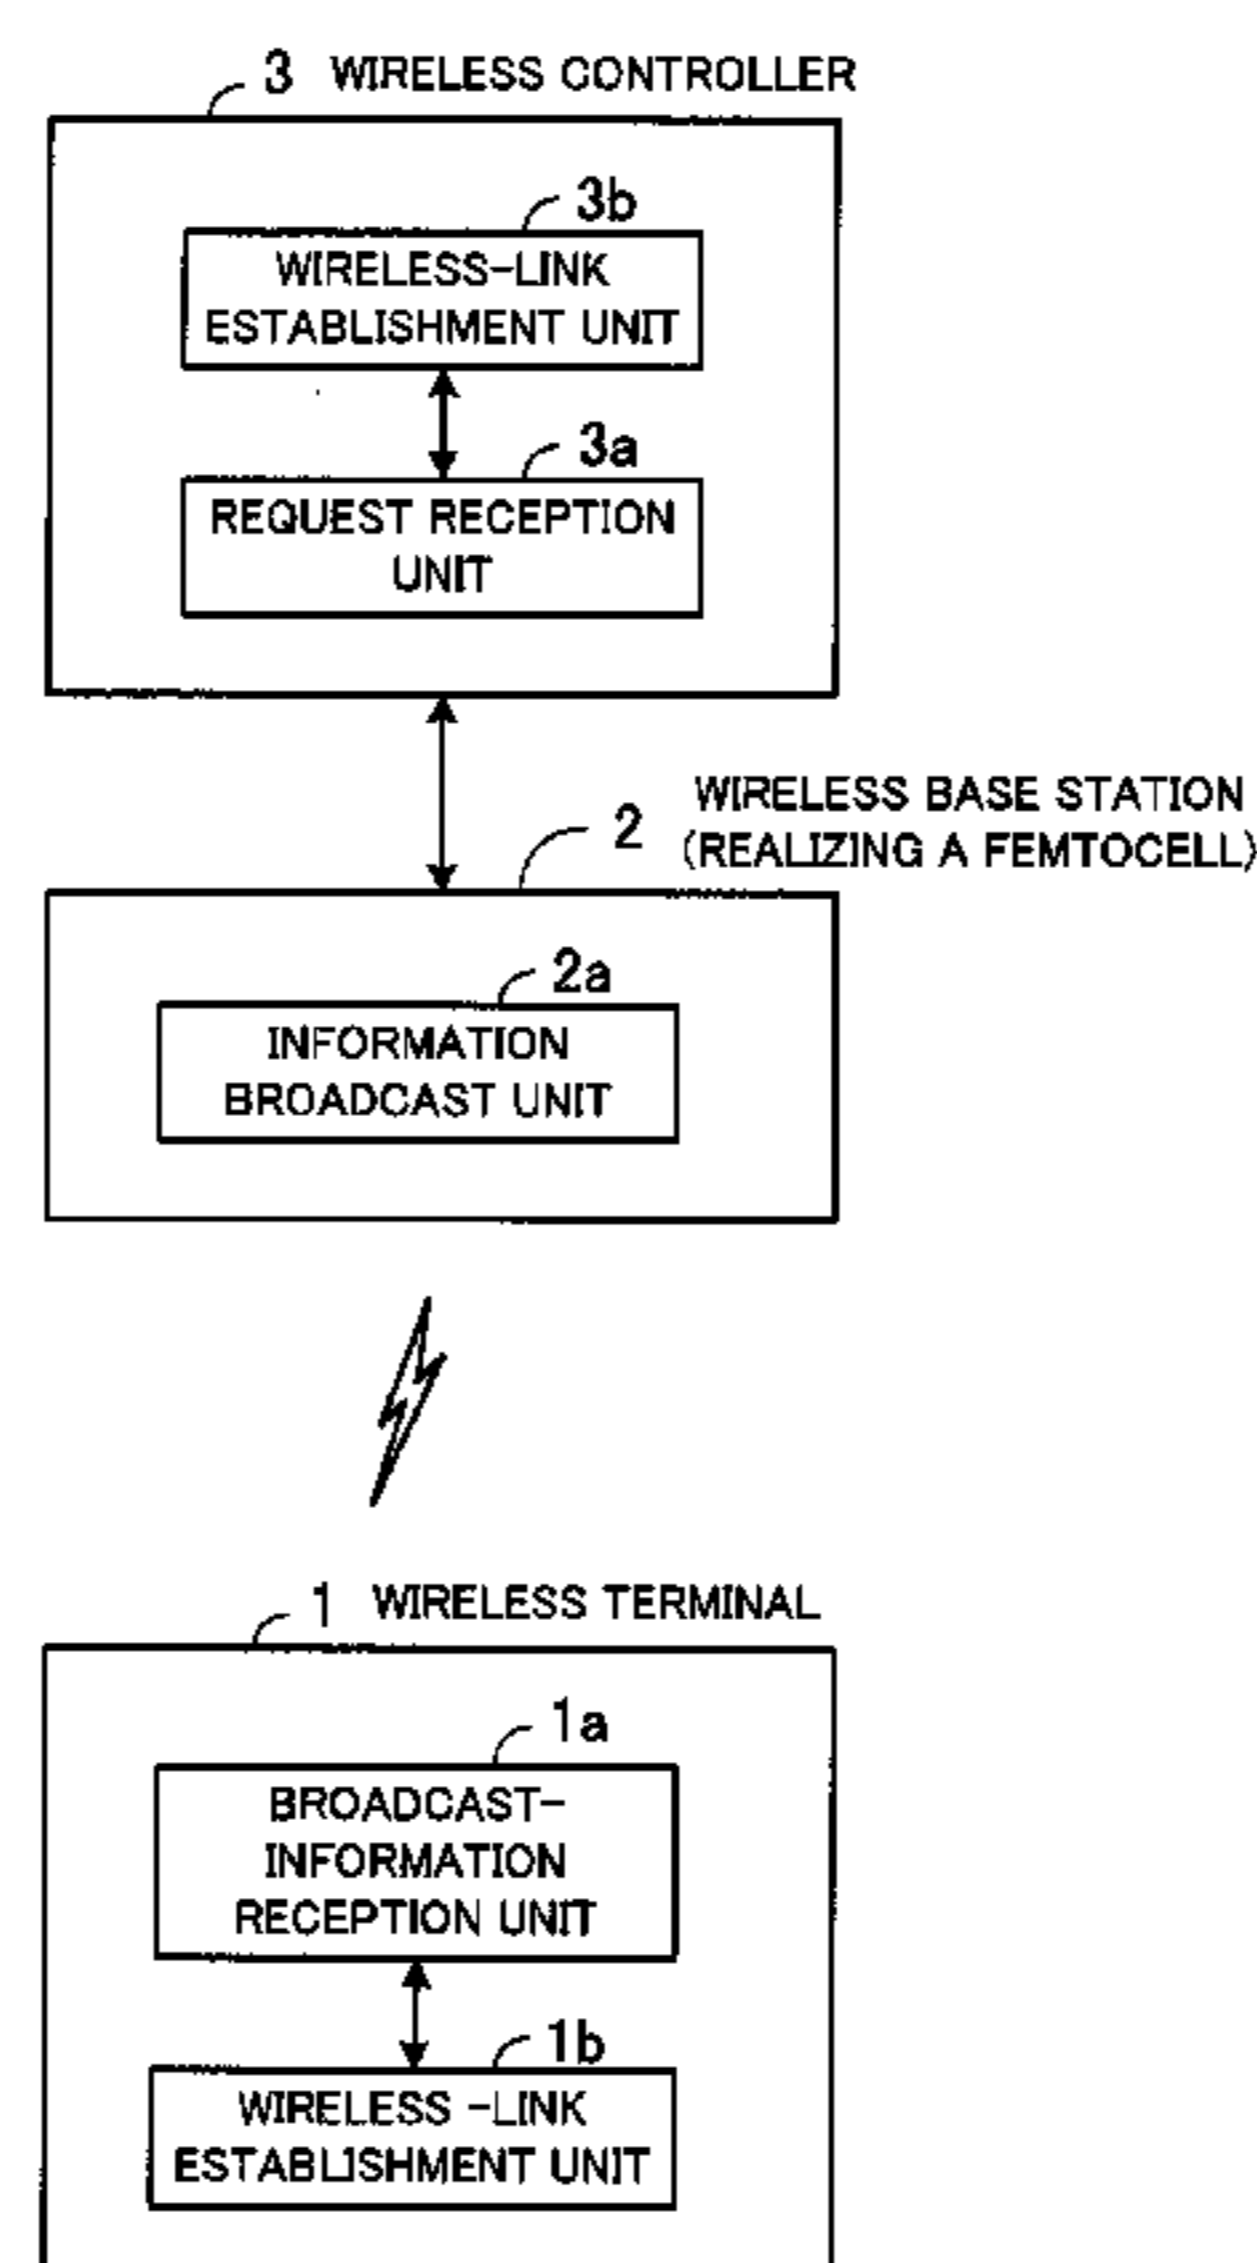 3 WIRELESS CONTROLLER
3b
WIRELESS-LINK
ESTABLISHMENT UNIT
3a
REQUEST RECEPTION
UNIT
WIRELESS BASE STATION
2 (REALIZING A FEMTOCELL)
2a
INFORMATION
BROADCAST UNIT
1 WIRELESS TERMINAL
1a
BROADCAST-
INFORMATION
RECEPTION UNIT
1b
WIRELESS -LINK
ESTABLISHMENT UNIT